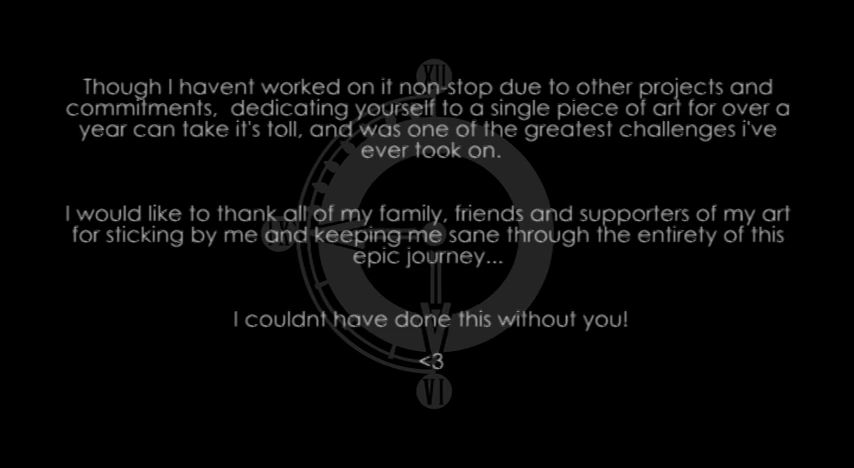 XII
Though I havent worked on it non-stop due to other projects and
commitments,  dedicating yourself to a single piece of art for over a
year can take it's toll, and was one of the greatest challenges i've
ever took on.
I would like to thank all of my family, friends and supporters of my art
for sticking by me and keeping me sane through the entirety of this
epic journey...
I couldnt have done this without you!
<3
VI